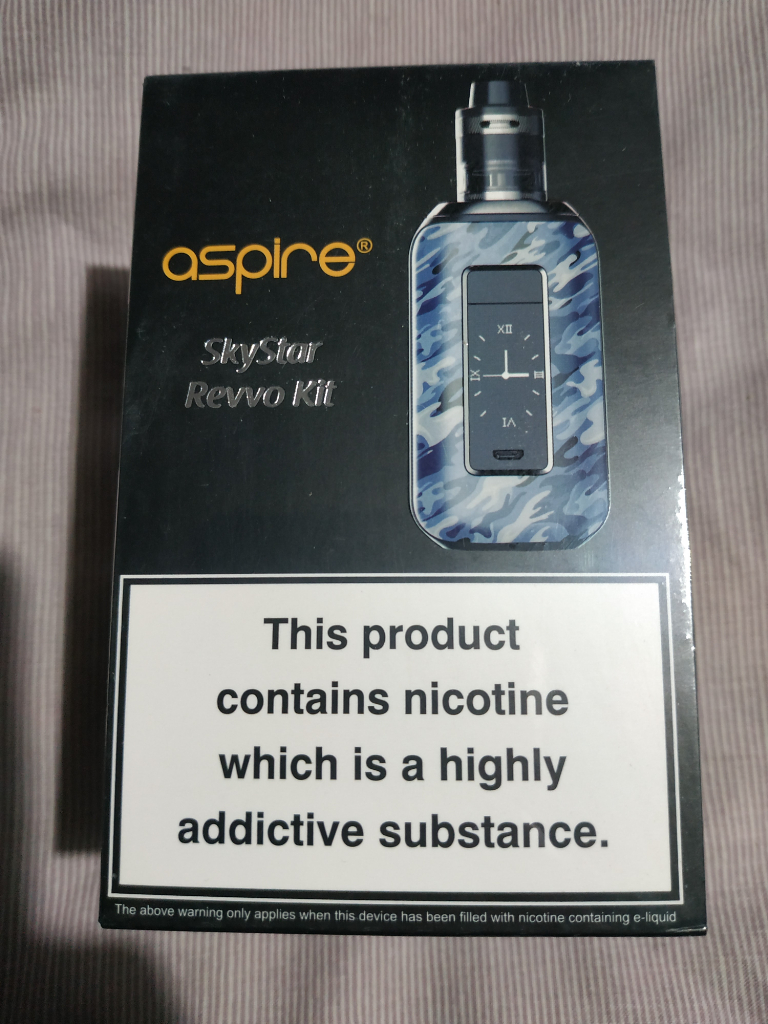 aspire®
SkyStar
Revvo Kit
XII
IX III
VI
This product
contains nicotine
which is a highly
addictive substance.
The above warning only applies when this device has been filled with nicotine containing e-liquid